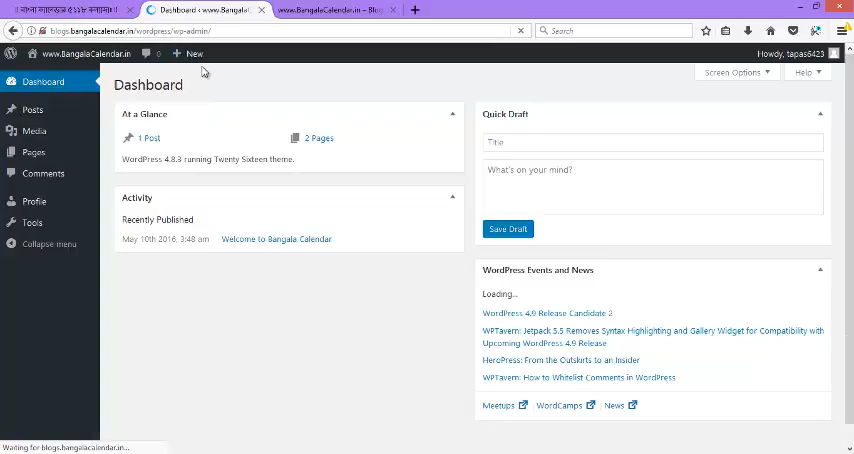 ॥ বাংলা ক্যালেন্ডার ৫১১৮ কলাব্দ॥
Dashboard ‹ www.Bangal...
www.BangalaCalendar.in – Blo...
blogs.bangalacalendar.in/wordpress/wp-admin/
Search
www.BangalaCalendar.in
0
New
Howdy, tapas6423
Dashboard
Posts
Media
Pages
Comments
Profile
Tools
Collapse menu
Screen Options
Help
Dashboard
At a Glance
1 Post
2 Pages
WordPress 4.8.3 running Twenty Sixteen theme.
Activity
Recently Published
May 10th 2016, 3:48 am Welcome to Bangala Calendar
Quick Draft
Title
What's on your mind?
Save Draft
WordPress Events and News
Loading...
WordPress 4.9 Release Candidate 2
WPTavern: Jetpack 5.5 Removes Syntax Highlighting and Gallery Widget for Compatibility with
Upcoming WordPress 4.9 Release
HeroPress: From the Outskirts to an Insider
WPTavern: How to Whitelist Comments in WordPress
Meetups
WordCamps
News
Waiting for blogs.bangalacalendar.in...